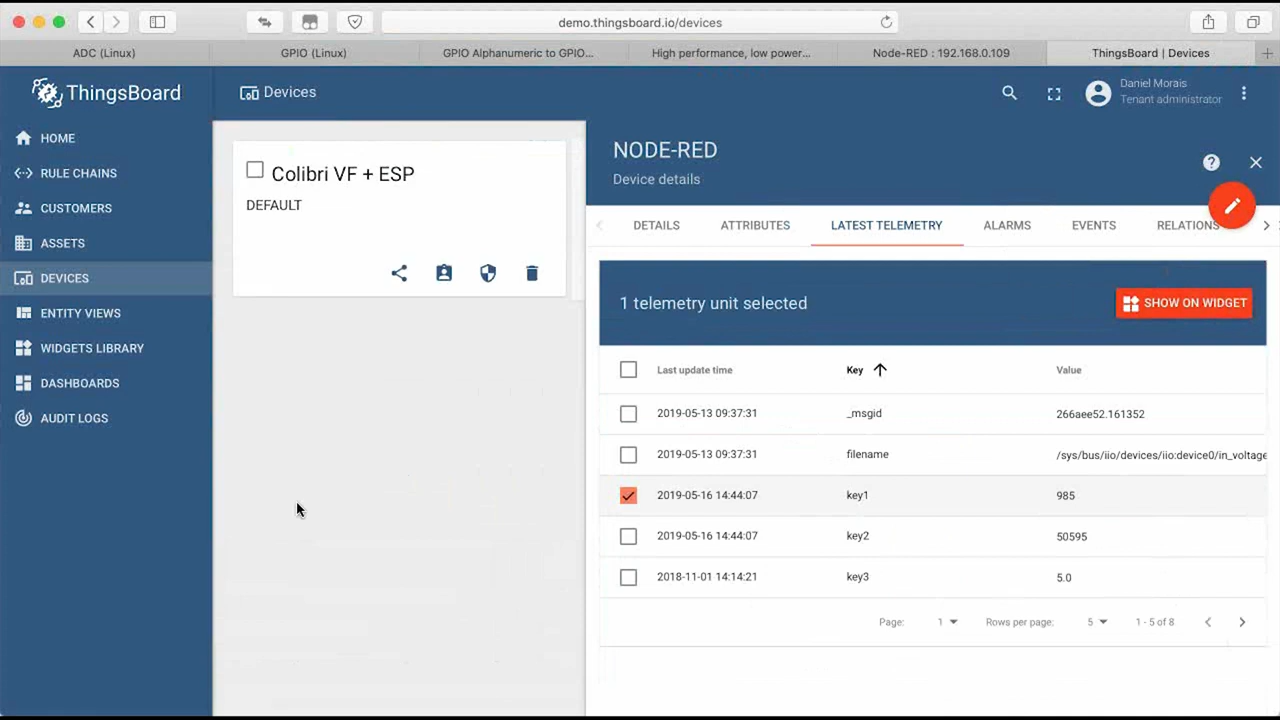 demo.thingsboard.io/devices
ADC (Linux)
GPIO (Linux)
GPIO Alphanumeric to GPIO...
High performance, low power...
Node-RED : 192.168.0.109
ThingsBoard | Devices
ThingsBoard
Devices
Daniel Morais
Tenant administrator
HOME
RULE CHAINS
CUSTOMERS
ASSETS
DEVICES
ENTITY VIEWS
WIDGETS LIBRARY
DASHBOARDS
AUDIT LOGS
Colibri VF + ESP
DEFAULT
NODE-RED
Device details
DETAILS ATTRIBUTES LATEST TELEMETRY ALARMS EVENTS RELATIONS
1 telemetry unit selected
SHOW ON WIDGET
Last update time Key Value
2019-05-13 09:37:31 _msgid 266aee52.161352
2019-05-13 09:37:31 filename /sys/bus/iio/devices/iio:device0/in_voltage
2019-05-16 14:44:07 key1 985
2019-05-16 14:44:07 key2 50595
2018-11-01 14:14:21 key3 5.0
Page: 1 Rows per page: 5 1 - 5 of 8